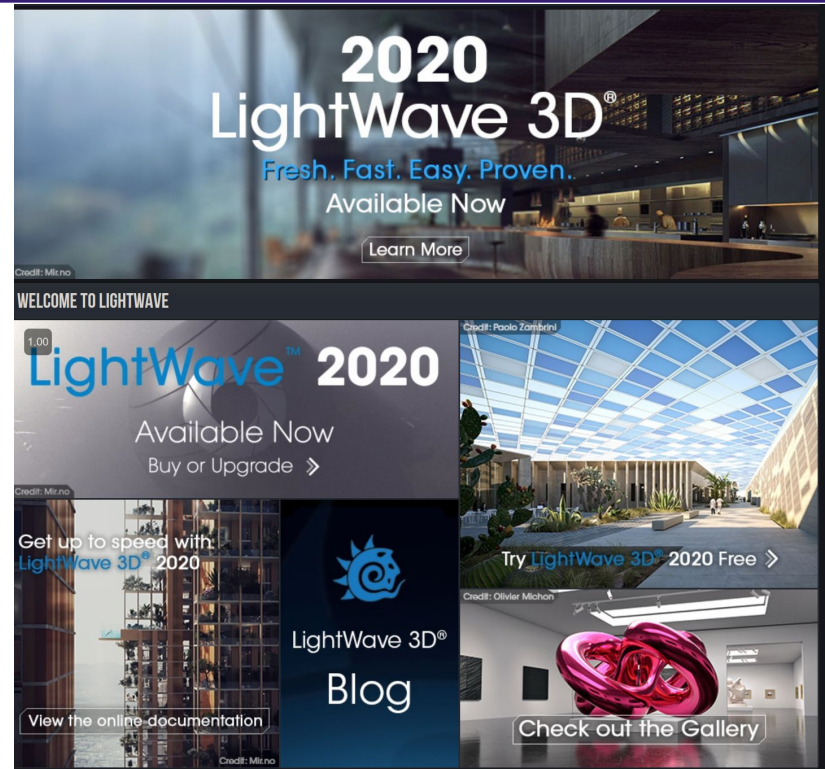 2020
LightWave 3D®
Fresh. Fast. Easy. Proven.
Available Now
Learn More
Credit: Mir.no
WELCOME TO LIGHTWAVE
1.00
LightWave™ 2020
Available Now
Buy or Upgrade
Credit: Mir.no
Credit: Paolo Zambrini
Try LightWave 3D® 2020 Free
Get up to speed with
LightWave 3D® 2020
View the online documentation
Credit: Mir.no
LightWave 3D®
Blog
Credit: Olivier Michon
Check out the Gallery